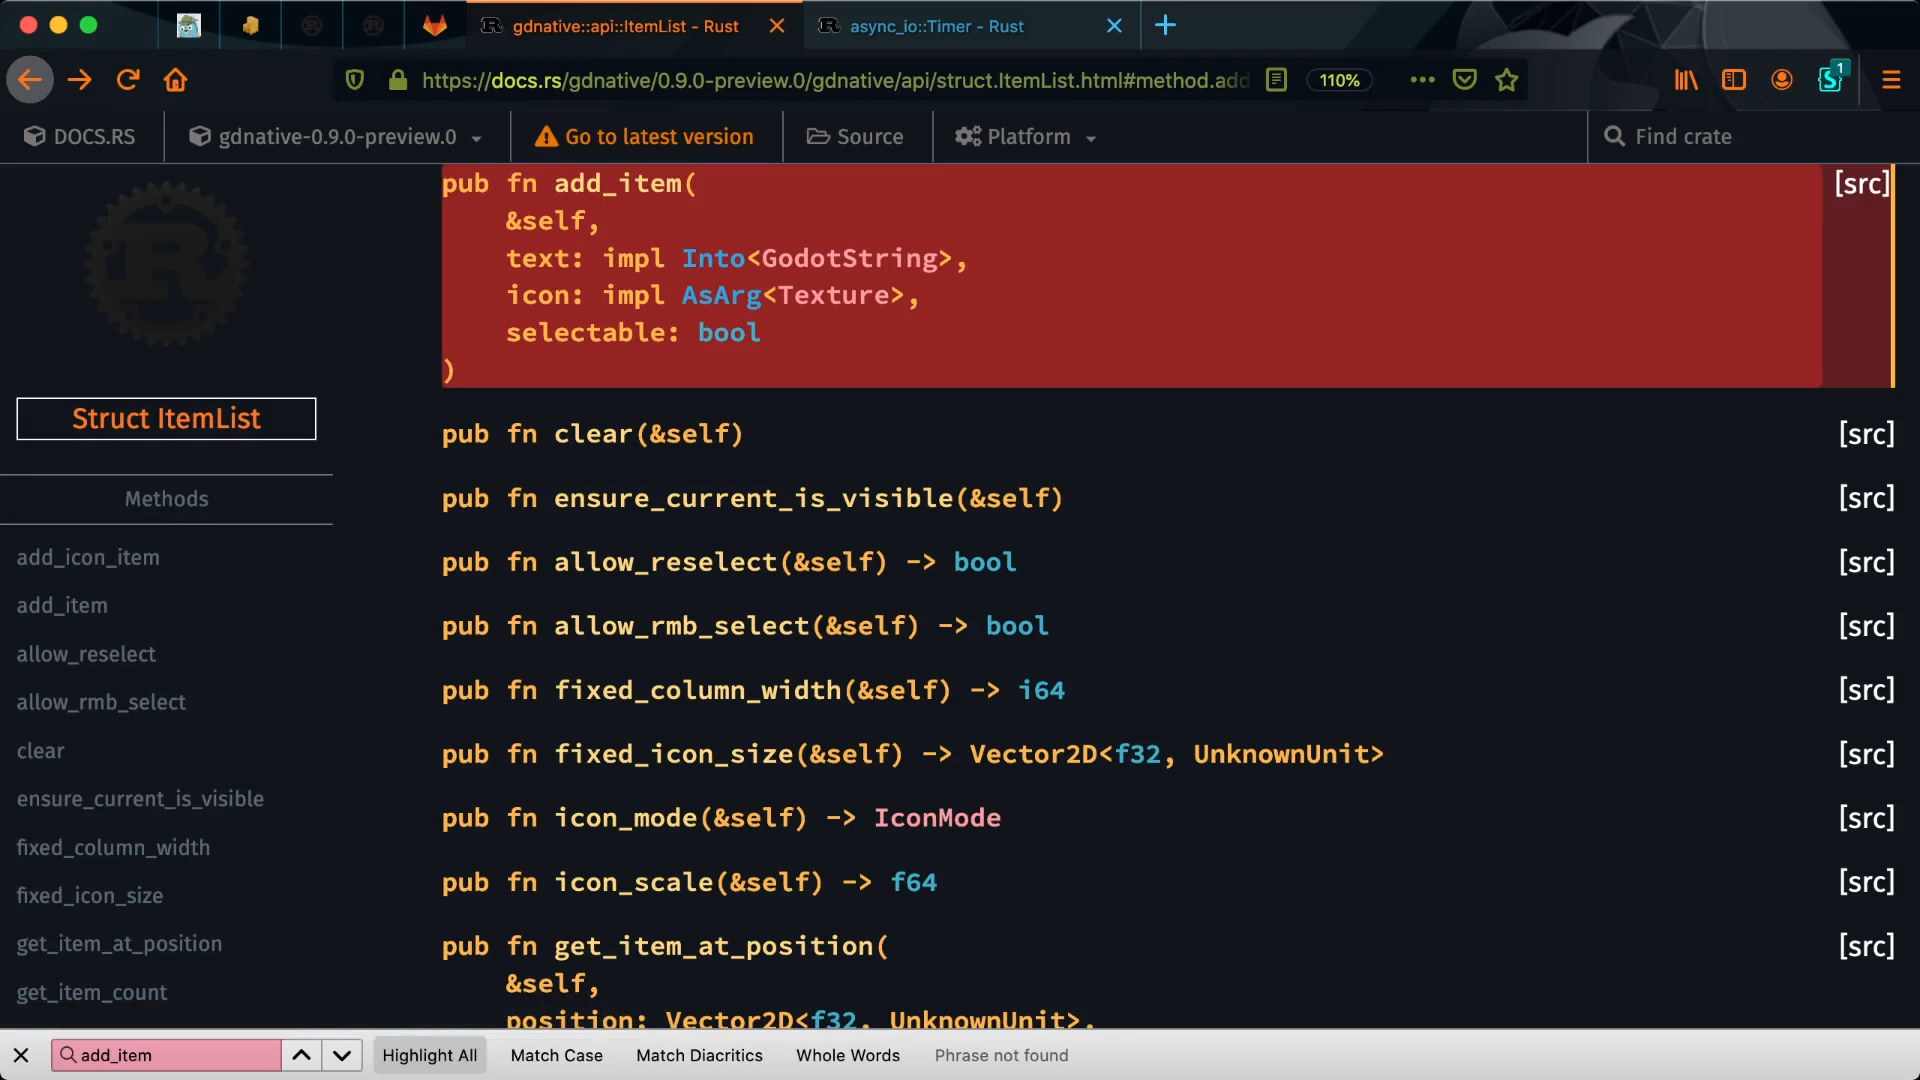 gdnative::api::ItemList - Rust
async_io::Timer - Rust
https://docs.rs/gdnative/0.9.0-preview.0/gdnative/api/struct.ItemList.html#method.add
110%
1
DOCS.RS
gdnative-0.9.0-preview.0
Go to latest version
Source
Platform
Find crate
pub fn add_item(
[src]
&self,
text: impl Into<GodotString>,
icon: impl AsArg<Texture>,
selectable: bool
)
Struct ItemList
Methods
add_icon_item
add_item
allow_reselect
allow_rmb_select
clear
ensure_current_is_visible
fixed_column_width
fixed_icon_size
get_item_at_position
get_item_count
pub fn clear(&self)
[src]
pub fn ensure_current_is_visible(&self)
[src]
pub fn allow_reselect(&self) -> bool
[src]
pub fn allow_rmb_select(&self) -> bool
[src]
pub fn fixed_column_width(&self) -> i64
[src]
pub fn fixed_icon_size(&self) -> Vector2D<f32, UnknownUnit>
[src]
pub fn icon_mode(&self) -> IconMode
[src]
pub fn icon_scale(&self) -> f64
[src]
pub fn get_item_at_position(
[src]
&self,
position: Vector2D<f32, UnknownUnit>,
add_item
Highlight All
Match Case
Match Diacritics
Whole Words
Phrase not found